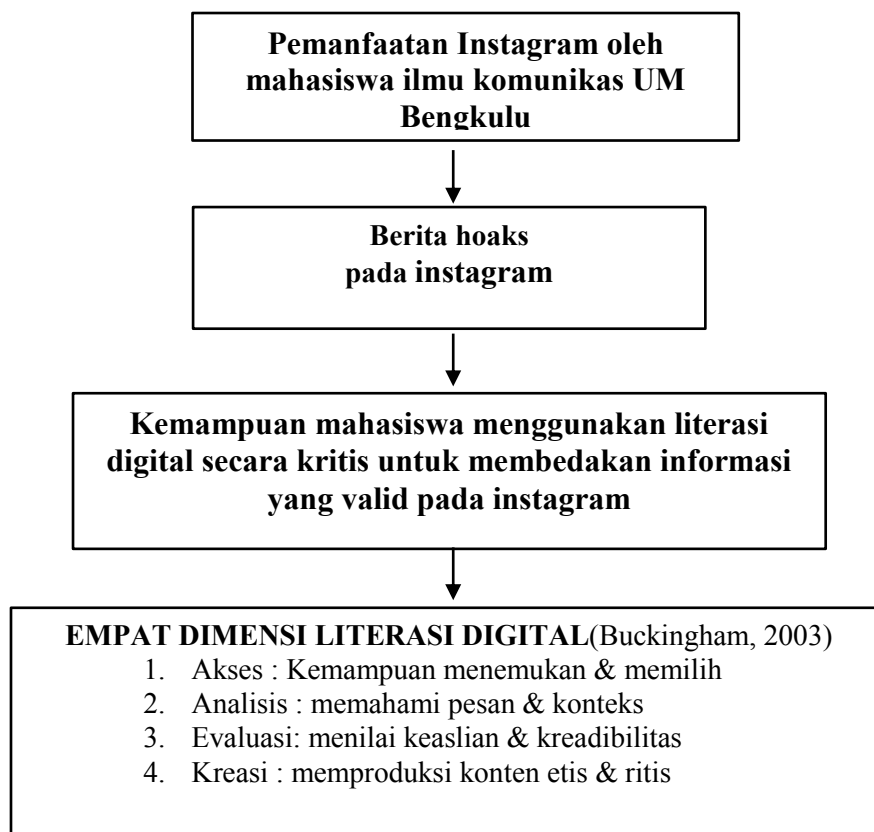 Pemanfaatan Instagram oleh
mahasiswa ilmu komunikas UM
Bengkulu
Berita hoaks
pada instagram
Kemampuan mahasiswa menggunakan literasi
digital secara kritis untuk membedakan informasi
yang valid pada instagram
EMPAT DIMENSI LITERASI DIGITAL(Buckingham, 2003)
1. Akses : Kemampuan menemukan & memilih
2. Analisis : memahami pesan & konteks
3. Evaluasi: menilai keaslian & kreadibilitas
4. Kreasi : memproduksi konten etis & ritis